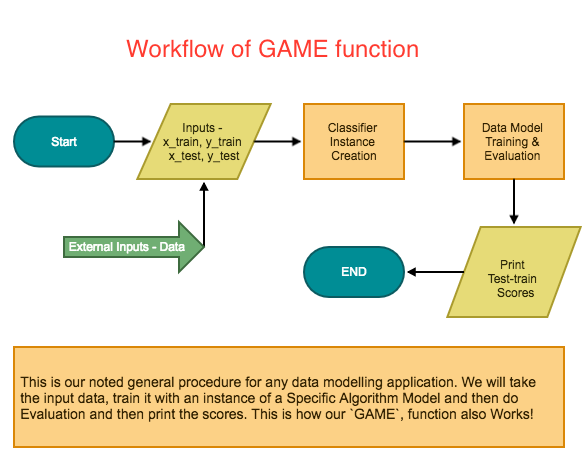 Workflow of GAME function
Start
Inputs -
x_train, y_train
x_test, y_test
Classifier
Instance
Creation
Data Model
Training &
Evaluation
External Inputs - Data
END
Print
Test-train
Scores
This is our noted general procedure for any data modelling application. We will take
the input data, train it with an instance of a Specific Algorithm Model and then do
Evaluation and then print the scores. This is how our `GAME`, function also Works!